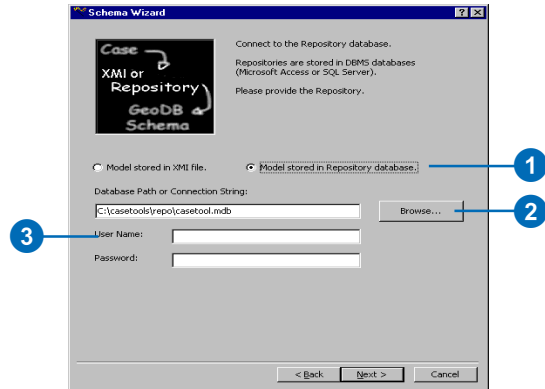 Schema Wizard
Case
XMI or
Repository
GeoDB
Schema
Connect to the Repository database.
Repositories are stored in DBMS databases
(Microsoft Access or SQL Server).
Please provide the Repository.
Model stored in XMI file.
Model stored in Repository database.
1
Database Path or Connection String:
C:\casetools\repo\casetool.mdb
Browse...
2
3
User Name:
Password:
< Back
Next >
Cancel